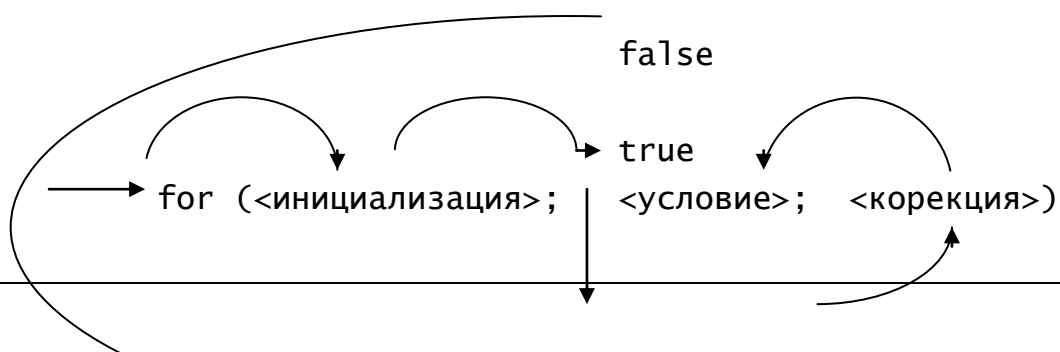 false
true
for (<инициализация>; <условие>; <корекция>)